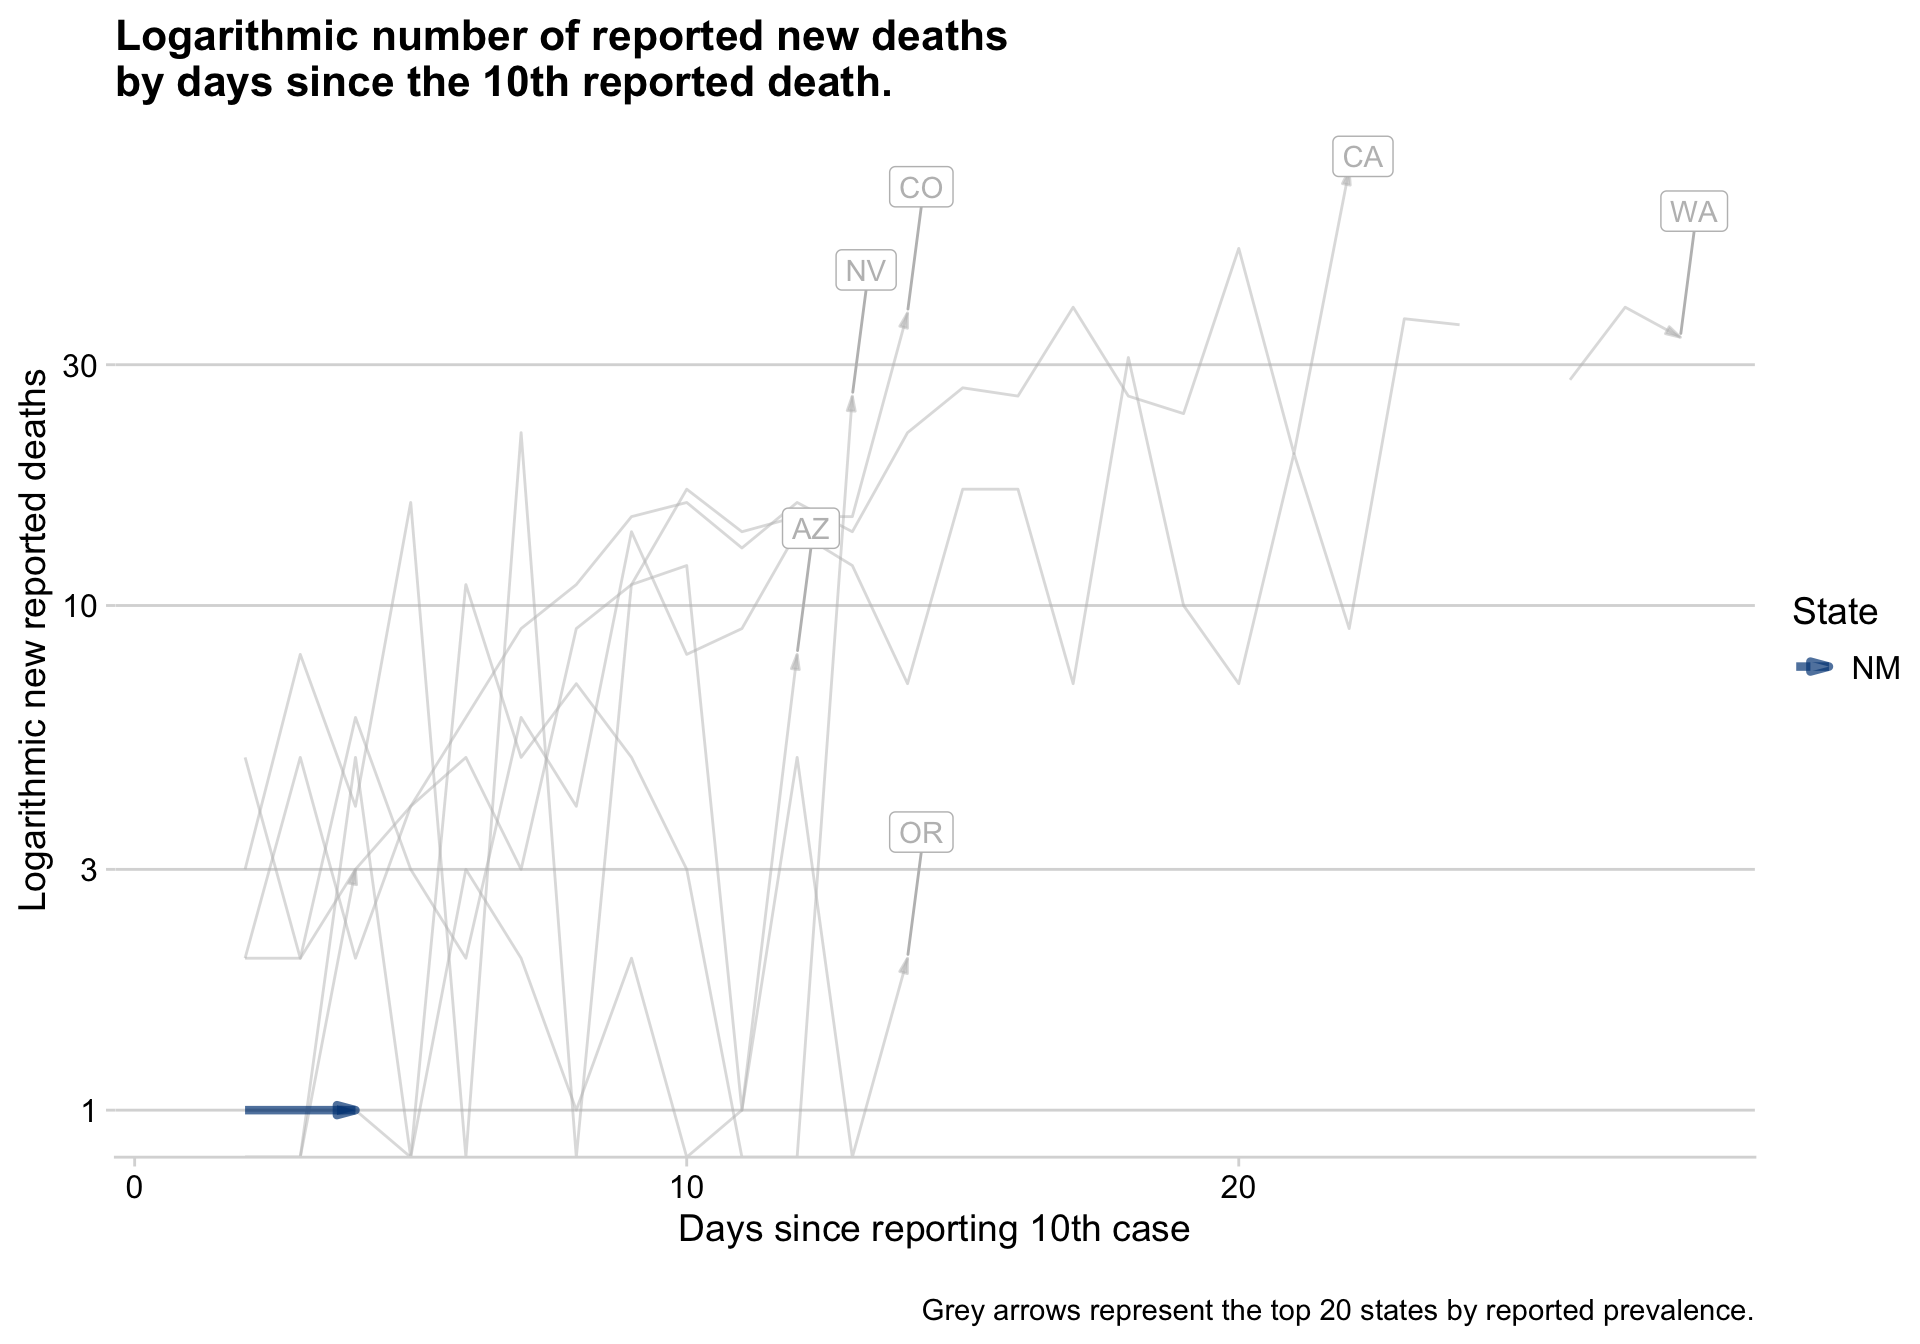 Logarithmic number of reported new deaths
by days since the 10th reported death.
CA
CO
WA
NV
30
AZ
10
State
NM
OR
3
1
Logarithmic new reported deaths
0
10
20
Days since reporting 10th case
Grey arrows represent the top 20 states by reported prevalence.